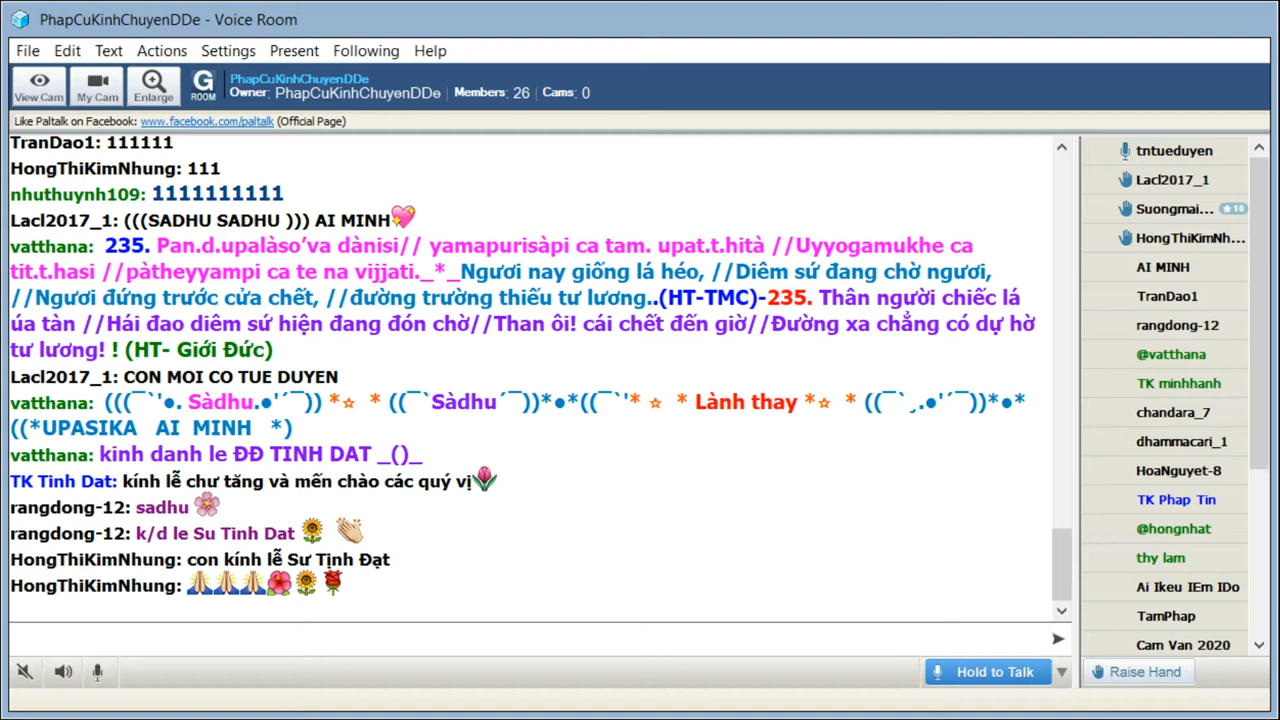 PhapCuKinhChuyenDDe - Voice Room
File Edit Text Actions Settings Present Following Help
View Cam My Cam Enlarge G ROOM
PhapCuKinhChuyenDDe
Owner: PhapCuKinhChuyenDDe Members: 26 Cams: 0
Like Paltalk on Facebook: www.facebook.com/paltalk (Official Page)
TranDao1: 111111
HongThiKimNhung: 111
nhuthuynh109: 1111111111
Lacl2017_1: (((SADHU SADHU ))) AI MINH💖
vatthana: 235. Pan.d.upalàso’va dànisi// yamapurisàpi ca tam. upat.t.hità //Uyyogamukhe ca
tit.t.hasi //pàtheyyampi ca te na vijjati._*_Ngươi nay giống lá héo, //Diêm sứ đang chờ ngươi,
//Ngươi đứng trước cửa chết, //đường trường thiếu tư lương..(HT-TMC)-235. Thân người chiếc lá
úa tàn //Hái đao diêm sứ hiện đang đón chờ//Than ôi! cái chết đến giờ//Đường xa chẳng có dự hờ
tư lương! ! (HT- Giới Đức)
Lacl2017_1: CON MOI CO TUE DUYEN
vatthana: (((¯`'●. Sàdhu.●'´¯)) *☆ * ((¯`Sàdhu´¯))*●*((¯`'* ☆ * Lành thay *☆ * ((¯`¸.●'´¯))*●*
((*UPASIKA AI MINH *)
vatthana: kinh danh le ĐĐ TINH DAT _()_
TK Tinh Dat: kính lễ chư tăng và mến chào các quý vị🌷
rangdong-12: sadhu 🌸
rangdong-12: k/d le Su Tinh Dat 🌻 👏
HongThiKimNhung: con kính lễ Sư Tịnh Đạt
HongThiKimNhung: 🙏🙏🙏🌺🌻🌹
Hold to Talk
tntueduyen
Lacl2017_1
Suongmai... ★10
HongThiKimNh...
AI MINH
TranDao1
rangdong-12
@vatthana
TK minhhanh
chandara_7
dhammacari_1
HoaNguyet-8
TK Phap Tin
@hongnhat
thy lam
Ai Ikeu IEm IDo
TamPhap
Cam Van 2020
Raise Hand